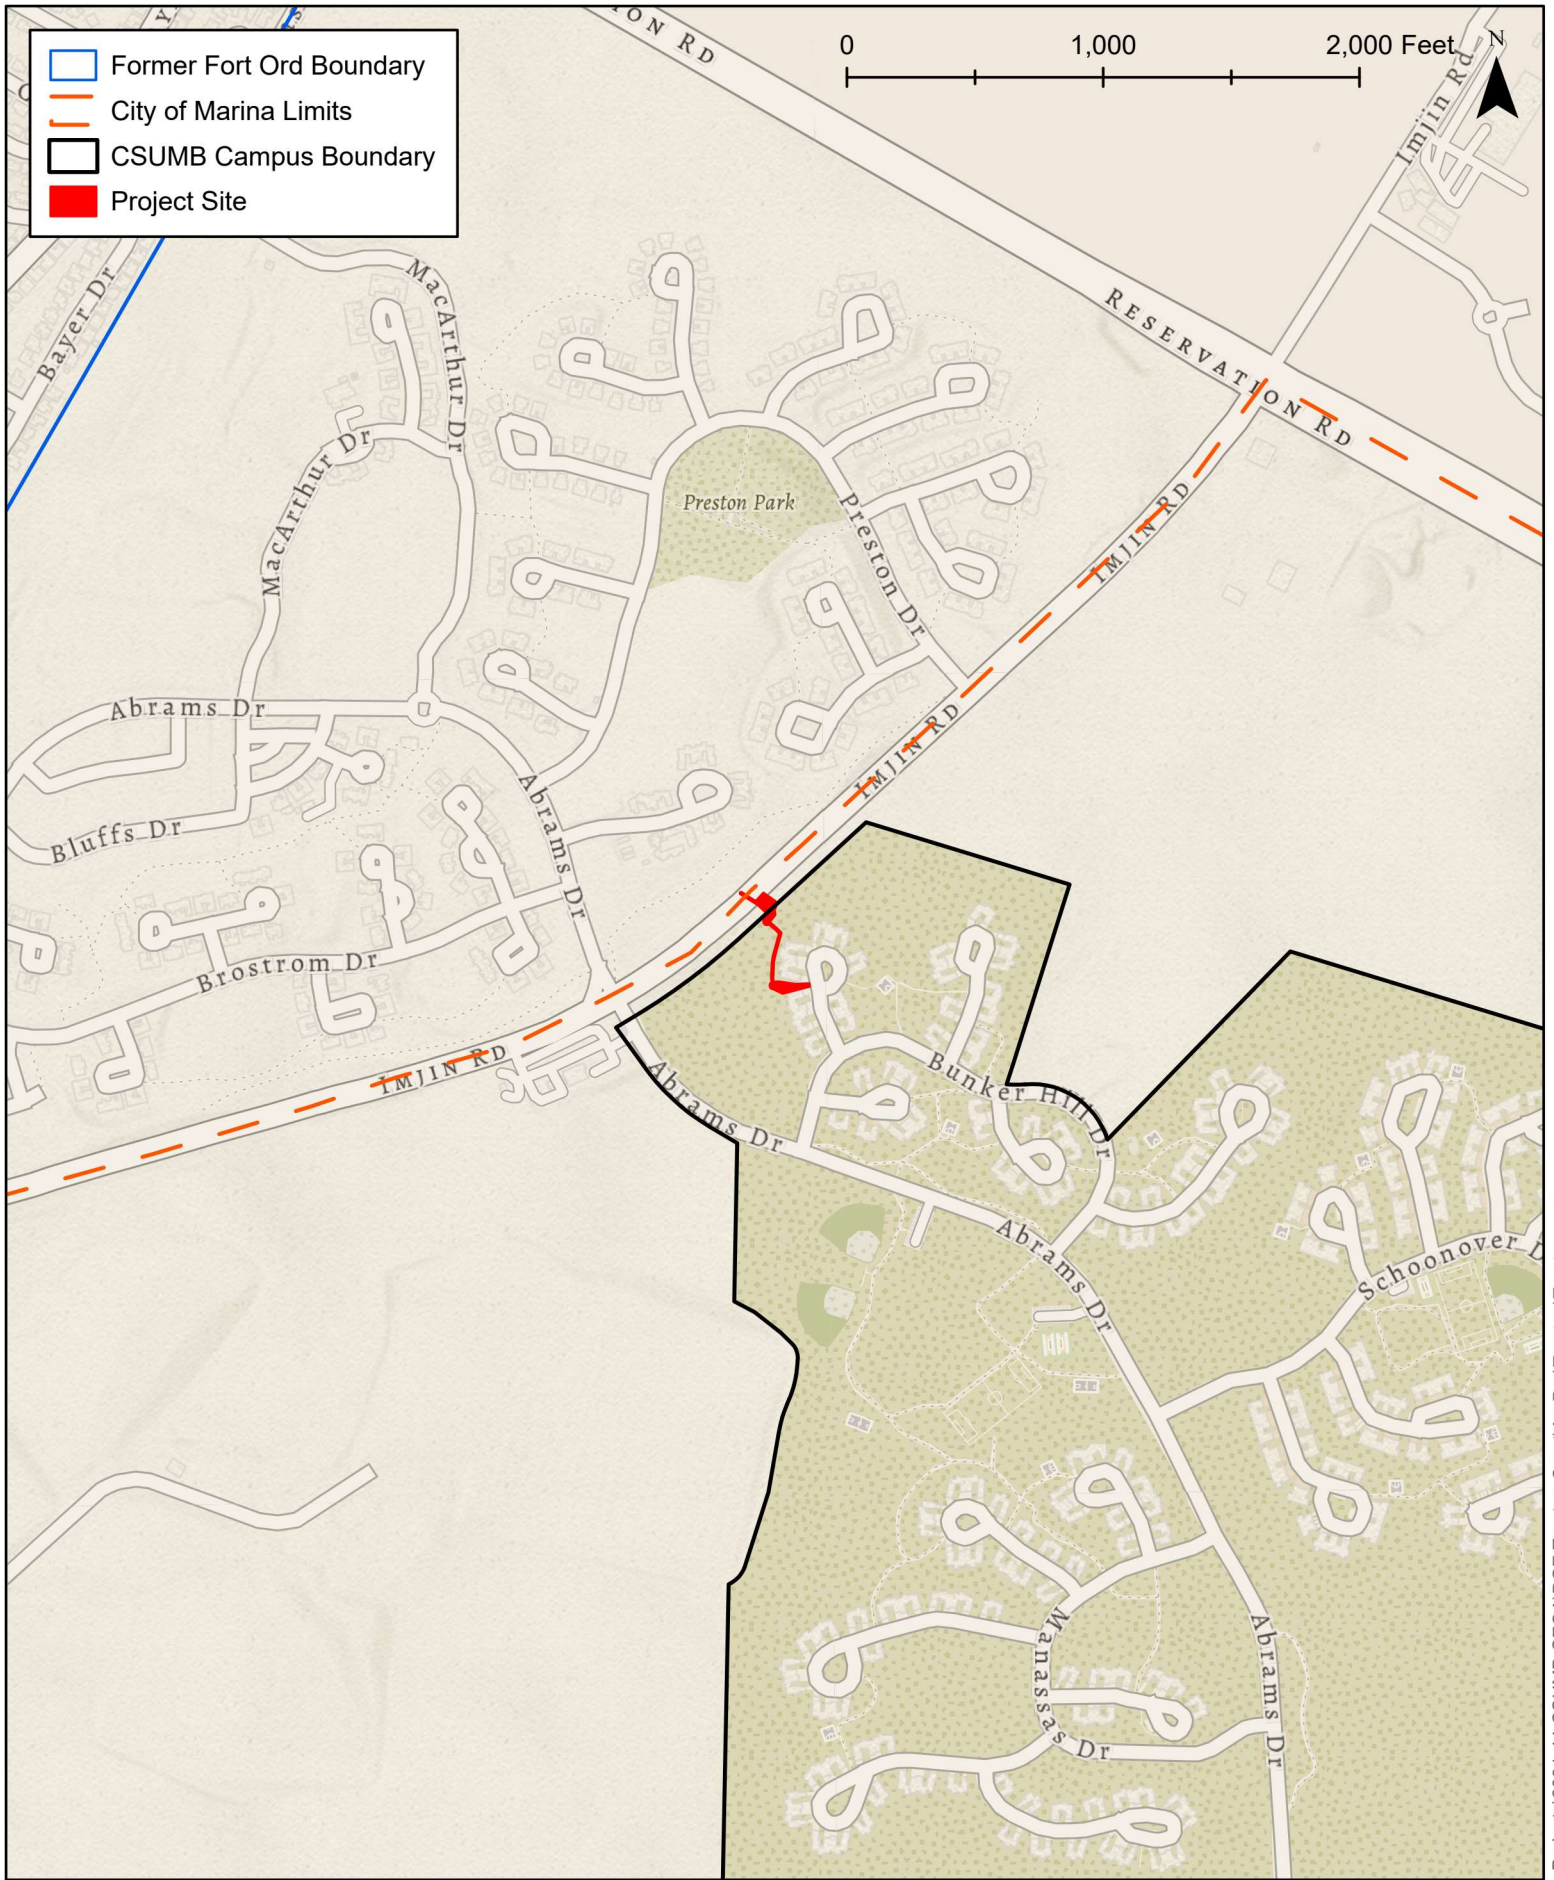 Former Fort Ord Boundary
City of Marina Limits
CSUMB Campus Boundary
Project Site
0 1,000 2,000 Feet
N
ION RD
Imjin Rd
Bayer Dr
MacArthur Dr
RESERVATION RD
MacArthur Dr
Preston Park
Preston Dr
IMJIN RD
Abrams Dr
IMJIN RD
Abrams Dr
Bluffs Dr
Brostrom Dr
IMJIN RD
Bunker Hill Dr
Abrams Dr
Abrams Dr
Schoonover D
Manassas Dr
Abrams Dr